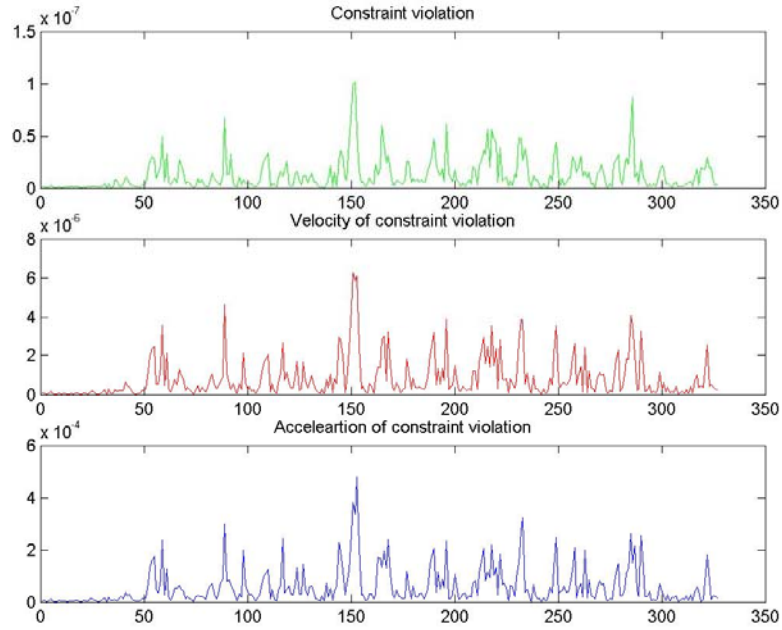 Constraint violation
x 10^-7
1.5
1
0.5
0
0 50 100 150 200 250 300 350
Velocity of constraint violation
x 10^-6
8
6
4
2
0
0 50 100 150 200 250 300 350
Acceleartion of constraint violation
x 10^-4
6
4
2
0
0 50 100 150 200 250 300 350